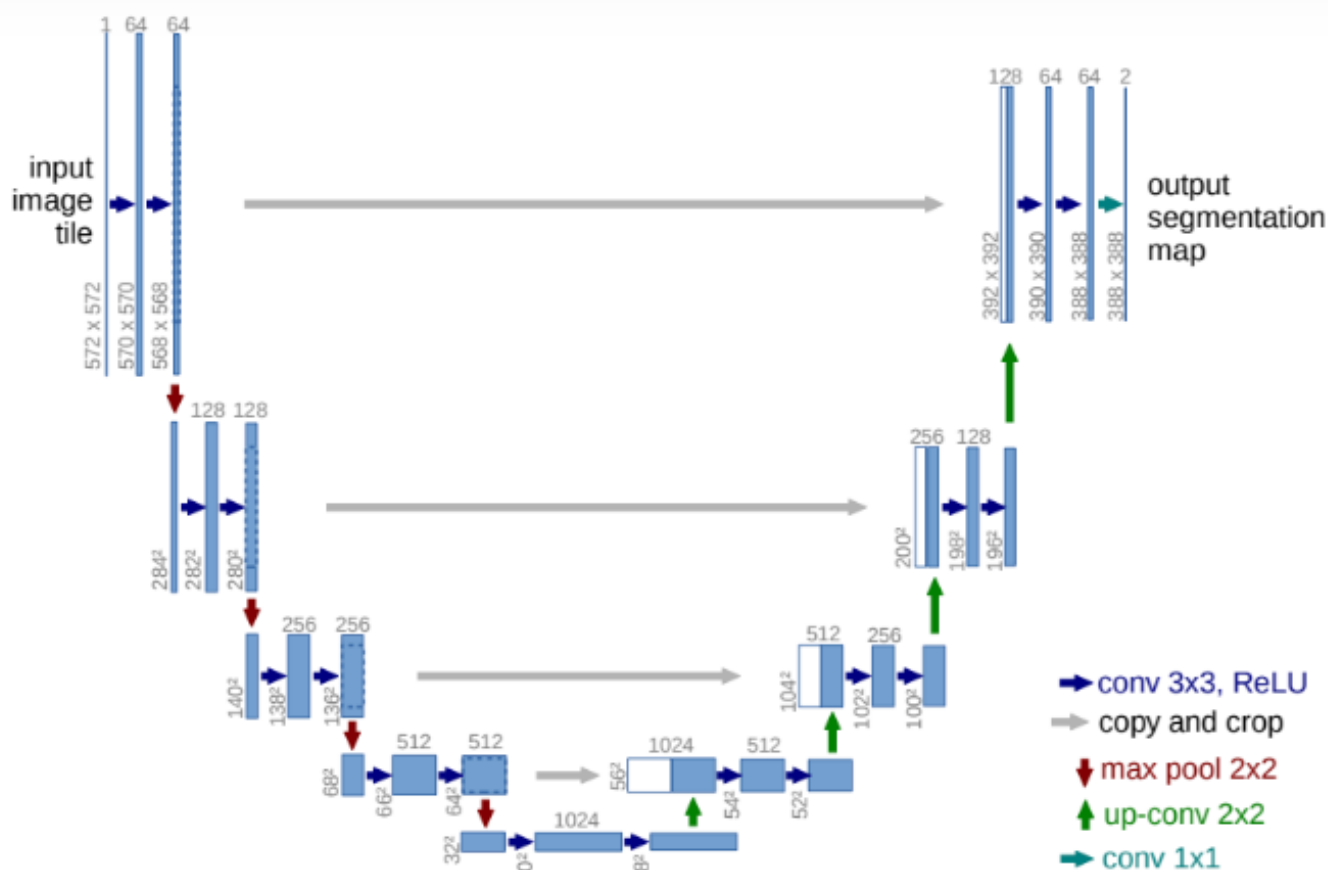 1 64 64
128 64 64 2
input
image
tile
output
segmentation
map
572 x 572
570 x 570
568 x 568
392 x 392
390 x 390
388 x 388
388 x 388
128 128
256 128
284²
282²
280²
200²
198²
196²
256 256
512 256
140²
138²
136²
104²
102²
100²
conv 3x3, ReLU
copy and crop
max pool 2x2
up-conv 2x2
conv 1x1
512 512
1024 512
68²
66²
64²
56²
54²
52²
1024
32²